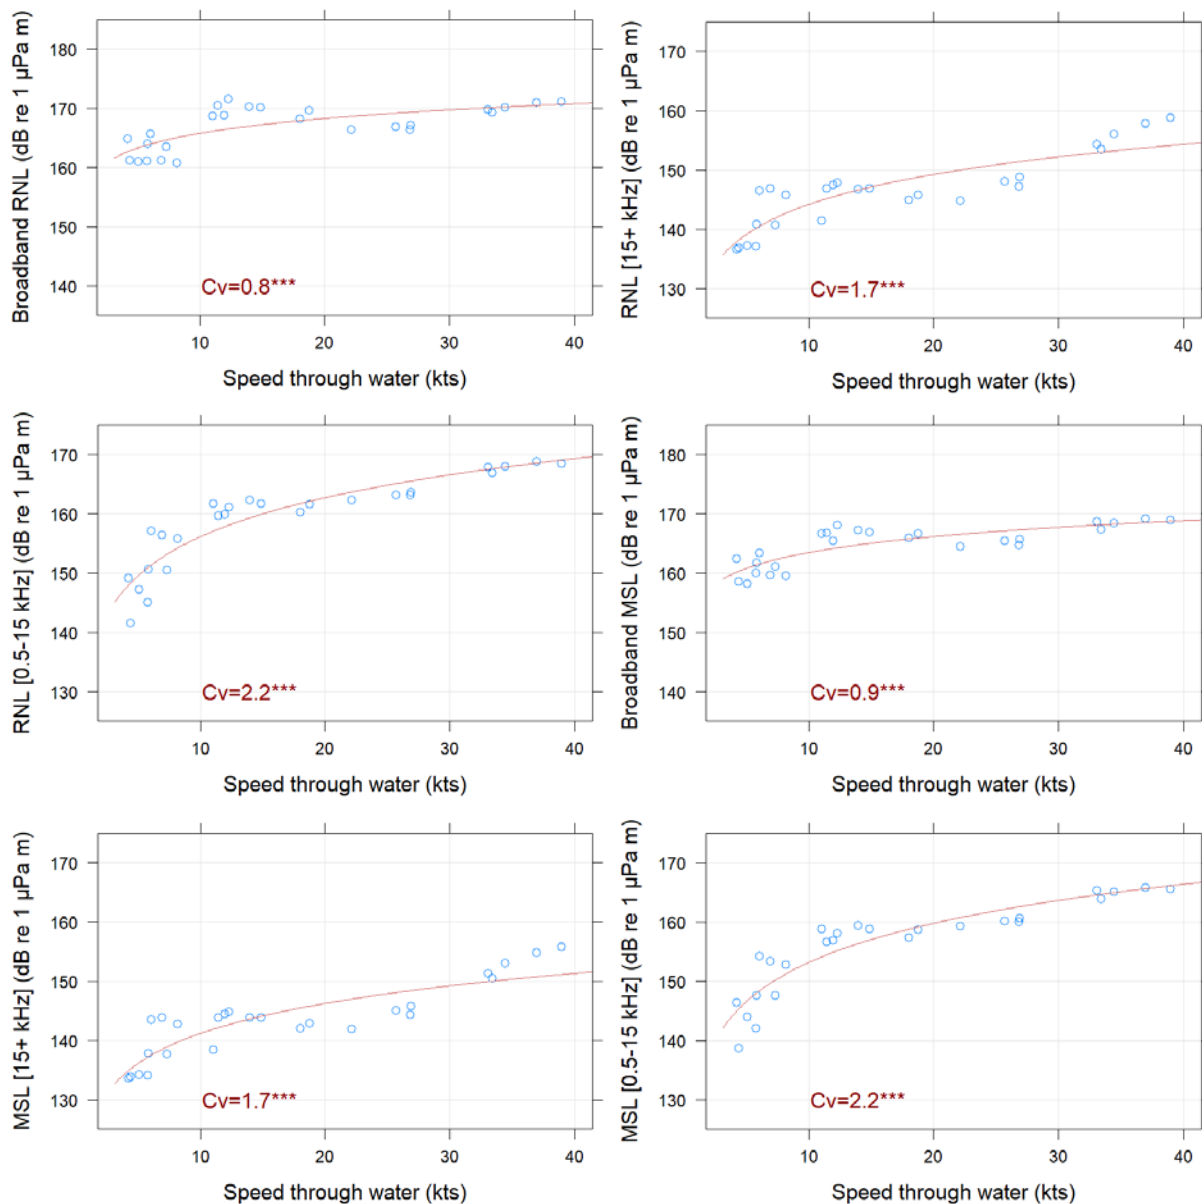 Broadband RNL (dB re 1 µPa m)
180
170
160
150
140
Cv=0.8***
10 20 30 40
Speed through water (kts)
RNL [15+ kHz] (dB re 1 µPa m)
170
160
150
140
130
Cv=1.7***
10 20 30 40
Speed through water (kts)
RNL [0.5-15 kHz] (dB re 1 µPa m)
170
160
150
140
130
Cv=2.2***
10 20 30 40
Speed through water (kts)
Broadband MSL (dB re 1 µPa m)
180
170
160
150
140
Cv=0.9***
10 20 30 40
Speed through water (kts)
MSL [15+ kHz] (dB re 1 µPa m)
170
160
150
140
130
Cv=1.7***
10 20 30 40
Speed through water (kts)
MSL [0.5-15 kHz] (dB re 1 µPa m)
170
160
150
140
130
Cv=2.2***
10 20 30 40
Speed through water (kts)